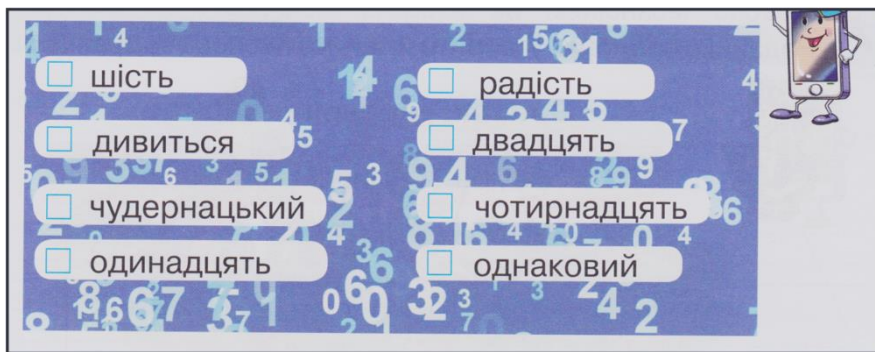 шість
дивиться
чудернацький
одинадцять
радість
двадцять
чотирнадцять
однаковий